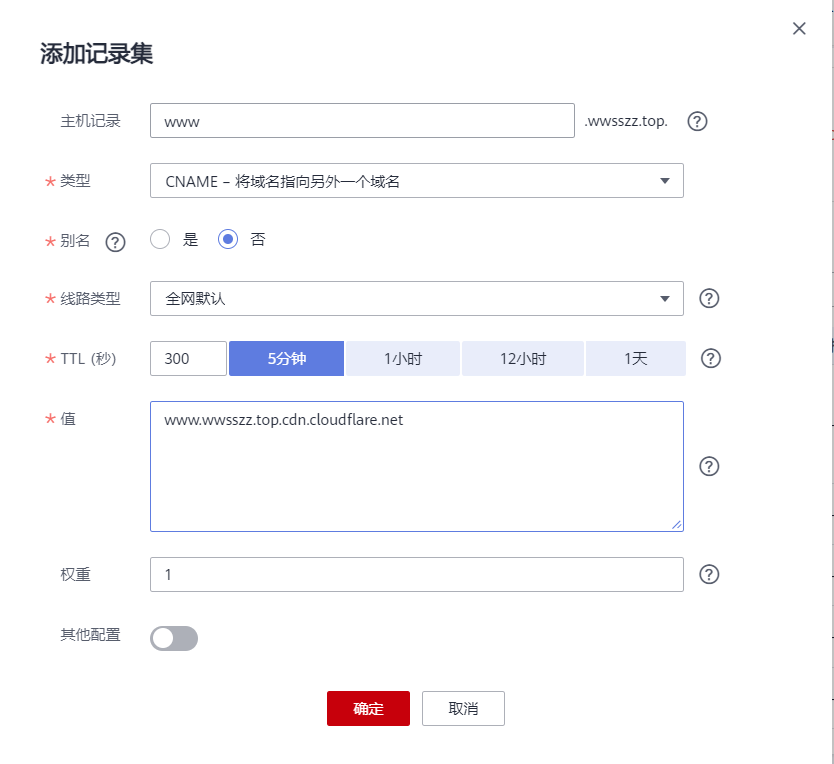 添加记录集
主机记录 www .wwsszz.top. ?
* 类型 CNAME – 将域名指向另外一个域名
* 别名 ? 是 否
* 线路类型 全网默认 ?
* TTL (秒) 300 5分钟 1小时 12小时 1天 ?
* 值 www.wwsszz.top.cdn.cloudflare.net ?
权重 1 ?
其他配置
确定 取消